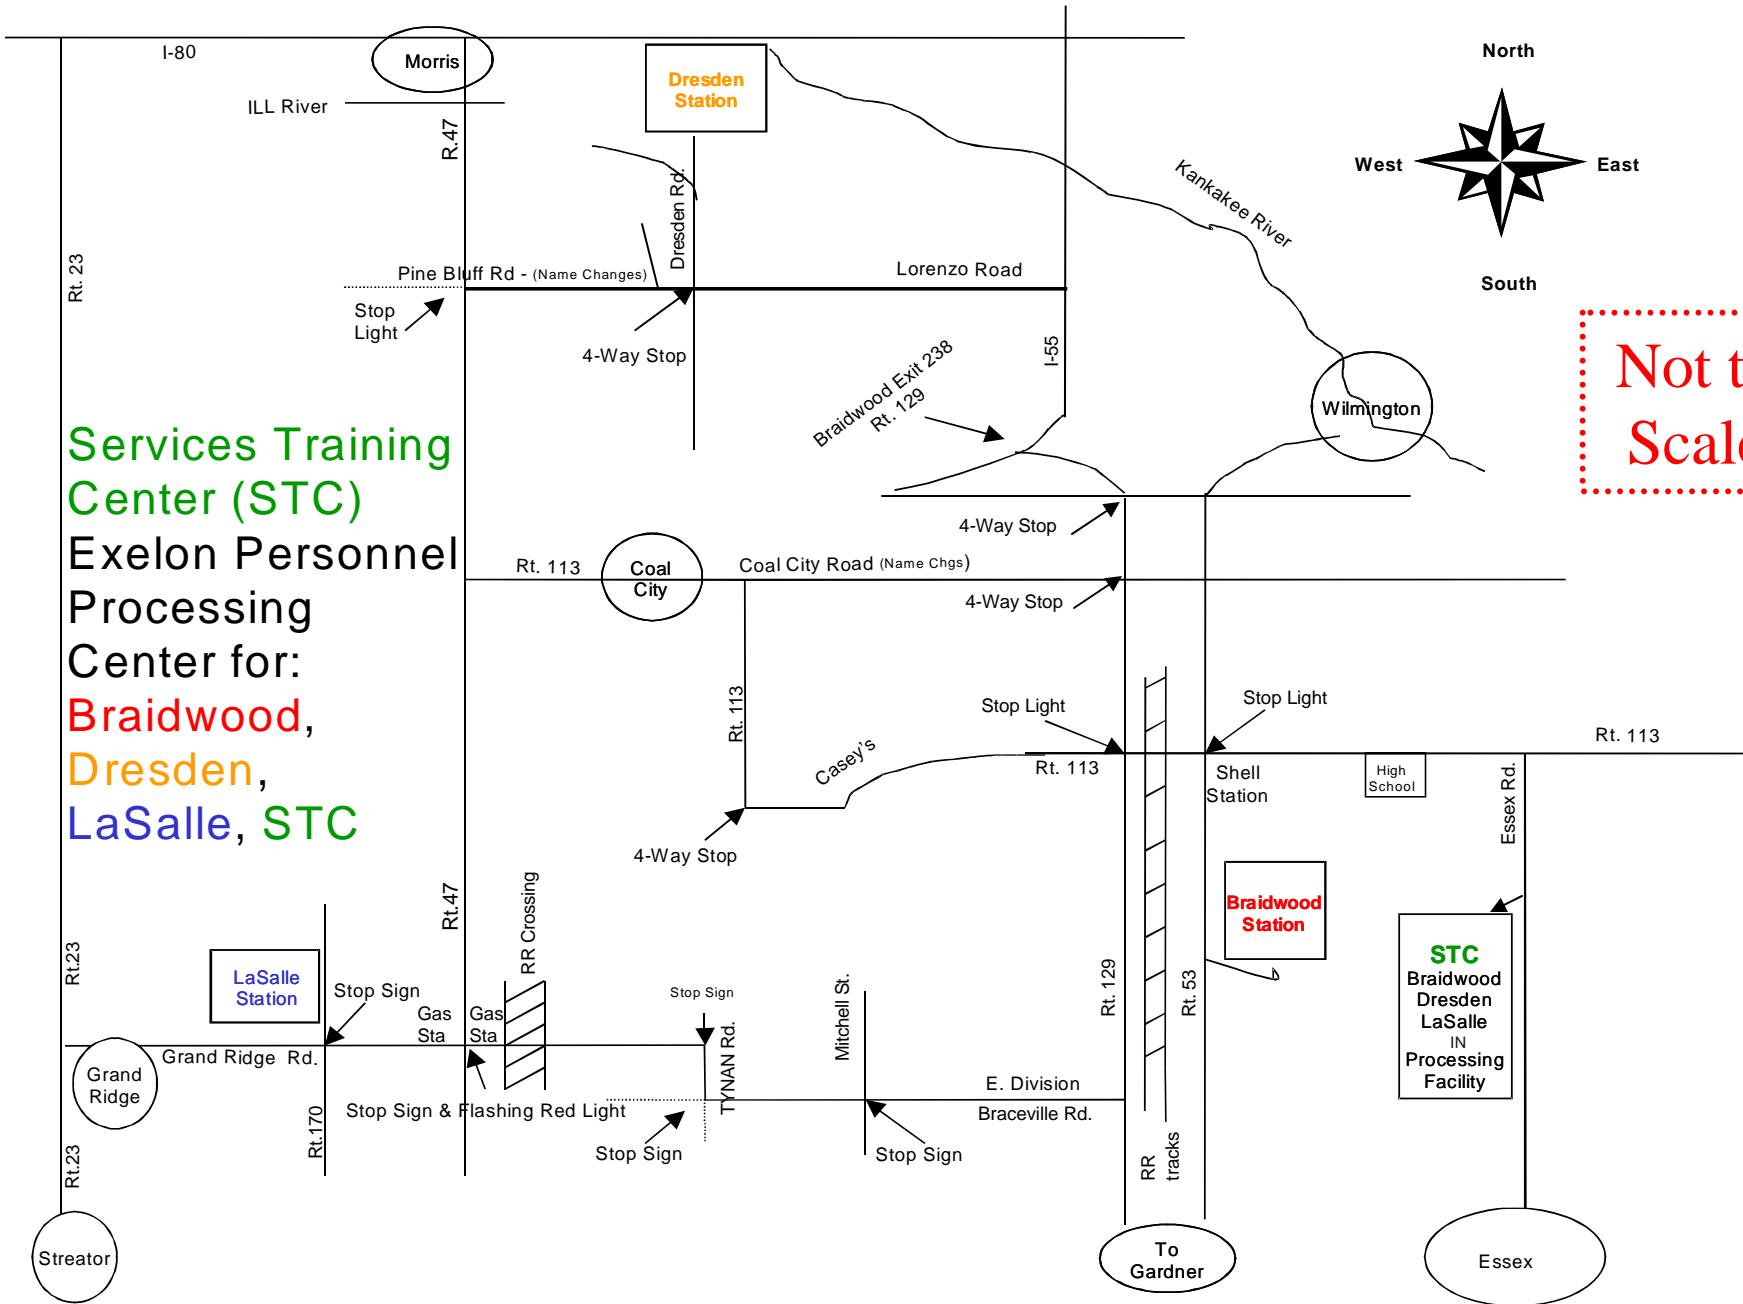 I-80
Morris
ILL River
R.47
Dresden
Station
Dresden Rd.
North
West
East
South
Kankakee River
Rt. 23
Pine Bluff Rd - (Name Changes)
Lorenzo Road
Stop
Light
4-Way Stop
I-55
Braidwood Exit 238
Rt. 129
Wilmington
Not t
Scale
Services Training
Center (STC)
Exelon Personnel
Processing
Center for:
Braidwood,
Dresden,
LaSalle, STC
4-Way Stop
Rt. 113
Coal
City
Coal City Road (Name Chgs)
4-Way Stop
Rt. 113
Casey's
4-Way Stop
Stop Light
Stop Light
Rt. 113
Rt. 113
Shell
Station
High
School
Essex Rd.
Braidwood
Station
STC
Braidwood
Dresden
LaSalle
IN
Processing
Facility
Rt.47
RR Crossing
Rt.23
LaSalle
Station
Stop Sign
Gas
Sta
Gas
Sta
Stop Sign
TYNAN Rd.
Mitchell St.
Rt. 129
Rt. 53
Grand Ridge Rd.
Grand
Ridge
Rt.170
Stop Sign & Flashing Red Light
Stop Sign
Stop Sign
E. Division
Braceville Rd.
RR
tracks
Rt.23
Streator
To
Gardner
Essex